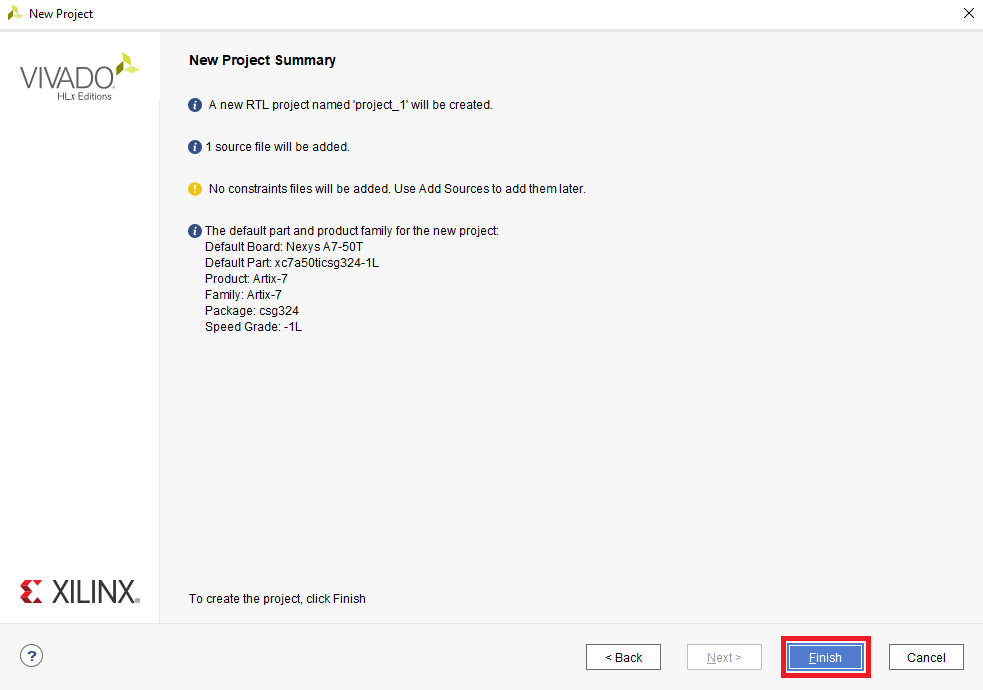 New Project
VIVADO
HLx Editions
New Project Summary
A new RTL project named 'project_1' will be created.
1 source file will be added.
No constraints files will be added. Use Add Sources to add them later.
The default part and product family for the new project:
Default Board: Nexys A7-50T
Default Part: xc7a50ticsg324-1L
Product: Artix-7
Family: Artix-7
Package: csg324
Speed Grade: -1L
XILINX
To create the project, click Finish
?
< Back
Next >
Finish
Cancel